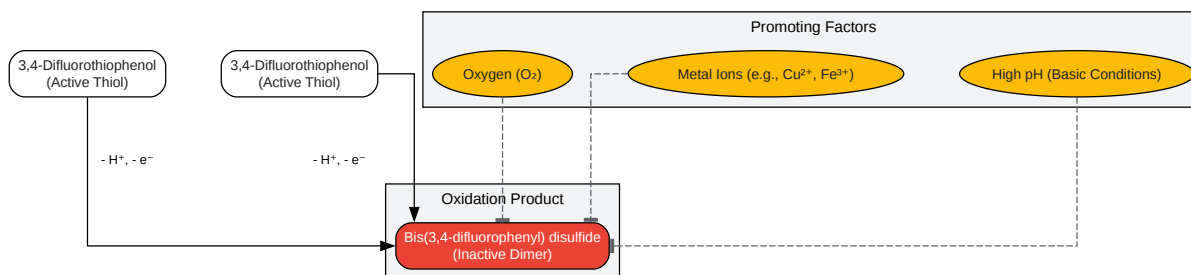 Promoting Factors
3,4-Difluorothiophenol
(Active Thiol)
3,4-Difluorothiophenol
(Active Thiol)
Oxygen (O₂)
Metal Ions (e.g., Cu²⁺, Fe³⁺)
High pH (Basic Conditions)
- H⁺, - e⁻
- H⁺, - e⁻
Oxidation Product
Bis(3,4-difluorophenyl) disulfide
(Inactive Dimer)